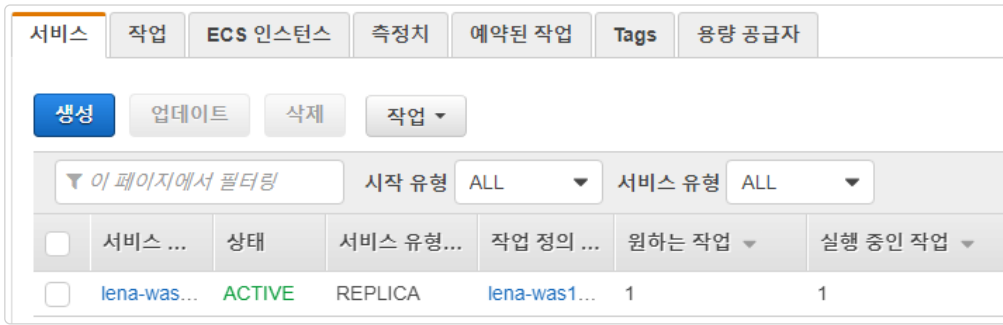 서비스 작업 ECS 인스턴스 측정치 예약된 작업 Tags 용량 공급자
생성 업데이트 삭제 작업
이 페이지에서 필터링 시작 유형 ALL 서비스 유형 ALL
서비스 ... 상태 서비스 유형... 작업 정의 ... 원하는 작업 실행 중인 작업
lena-was... ACTIVE REPLICA lena-was1... 1 1